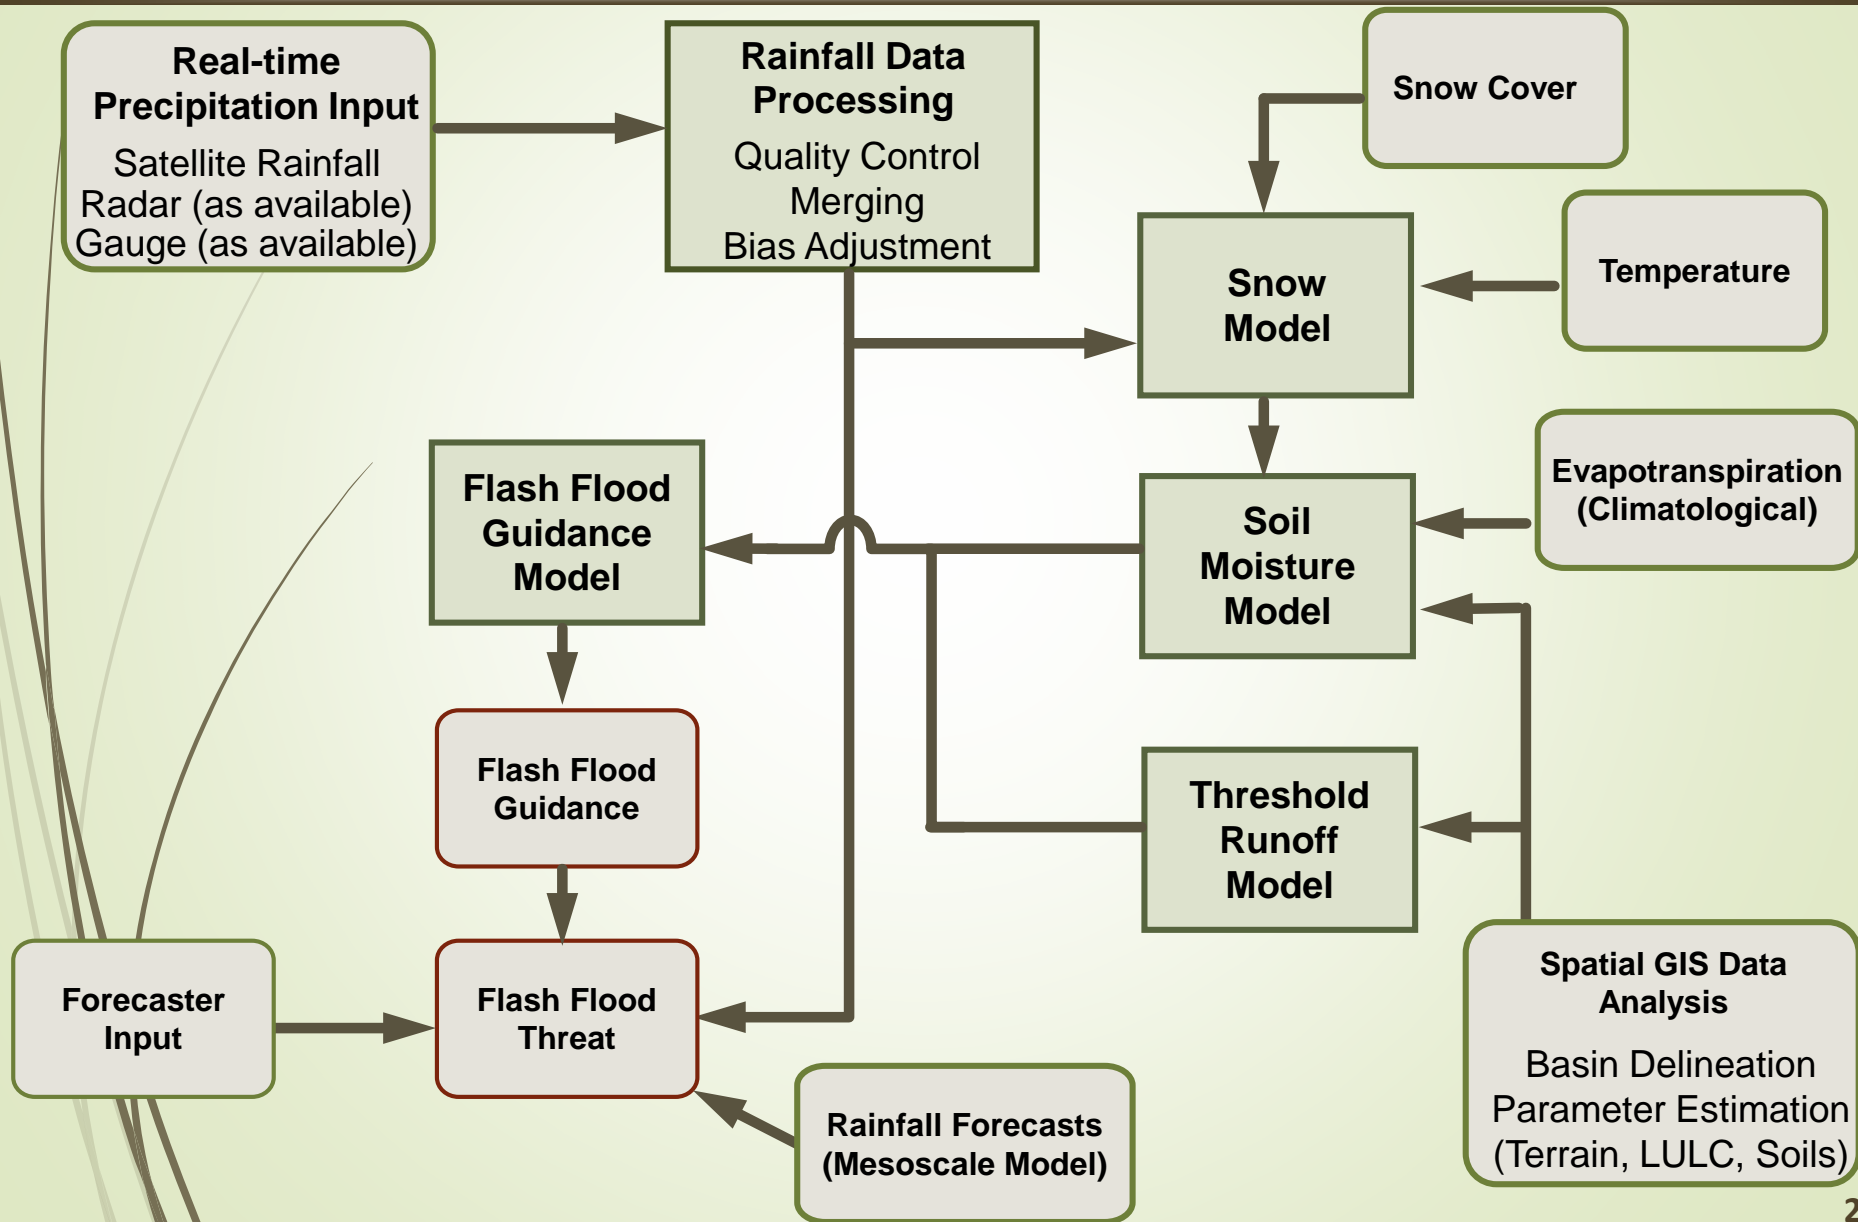 Real-time
Precipitation Input
Satellite Rainfall
Radar (as available)
Gauge (as available)
Rainfall Data
Processing
Quality Control
Merging
Bias Adjustment
Snow Cover
Temperature
Snow
Model
Evapotranspiration
(Climatological)
Flash Flood
Guidance
Model
Soil
Moisture
Model
Flash Flood
Guidance
Threshold
Runoff
Model
Forecaster
Input
Flash Flood
Threat
Spatial GIS Data
Analysis
Basin Delineation
Parameter Estimation
(Terrain, LULC, Soils)
Rainfall Forecasts
(Mesoscale Model)
2